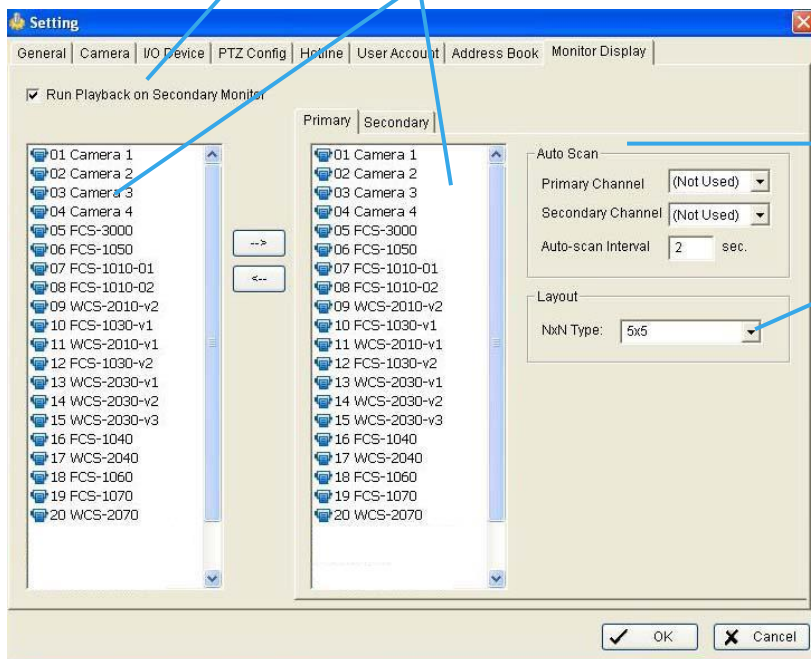 Setting
General Camera I/O Device PTZ Config Hotline User Account Address Book Monitor Display
Run Playback on Secondary Monitor
Primary Secondary
01 Camera 1
02 Camera 2
03 Camera 3
04 Camera 4
05 FCS-3000
06 FCS-1050
07 FCS-1010-01
08 FCS-1010-02
09 WCS-2010-v2
10 FCS-1030-v1
11 WCS-2010-v1
12 FCS-1030-v2
13 WCS-2030-v1
14 WCS-2030-v2
15 WCS-2030-v3
16 FCS-1040
17 WCS-2040
18 FCS-1060
19 FCS-1070
20 WCS-2070
-->
<--
01 Camera 1
02 Camera 2
03 Camera 3
04 Camera 4
05 FCS-3000
06 FCS-1050
07 FCS-1010-01
08 FCS-1010-02
09 WCS-2010-v2
10 FCS-1030-v1
11 WCS-2010-v1
12 FCS-1030-v2
13 WCS-2030-v1
14 WCS-2030-v2
15 WCS-2030-v3
16 FCS-1040
17 WCS-2040
18 FCS-1060
19 FCS-1070
20 WCS-2070
Auto Scan
Primary Channel (Not Used)
Secondary Channel (Not Used)
Auto-scan Interval 2 sec.
Layout
NxN Type: 5x5
OK Cancel